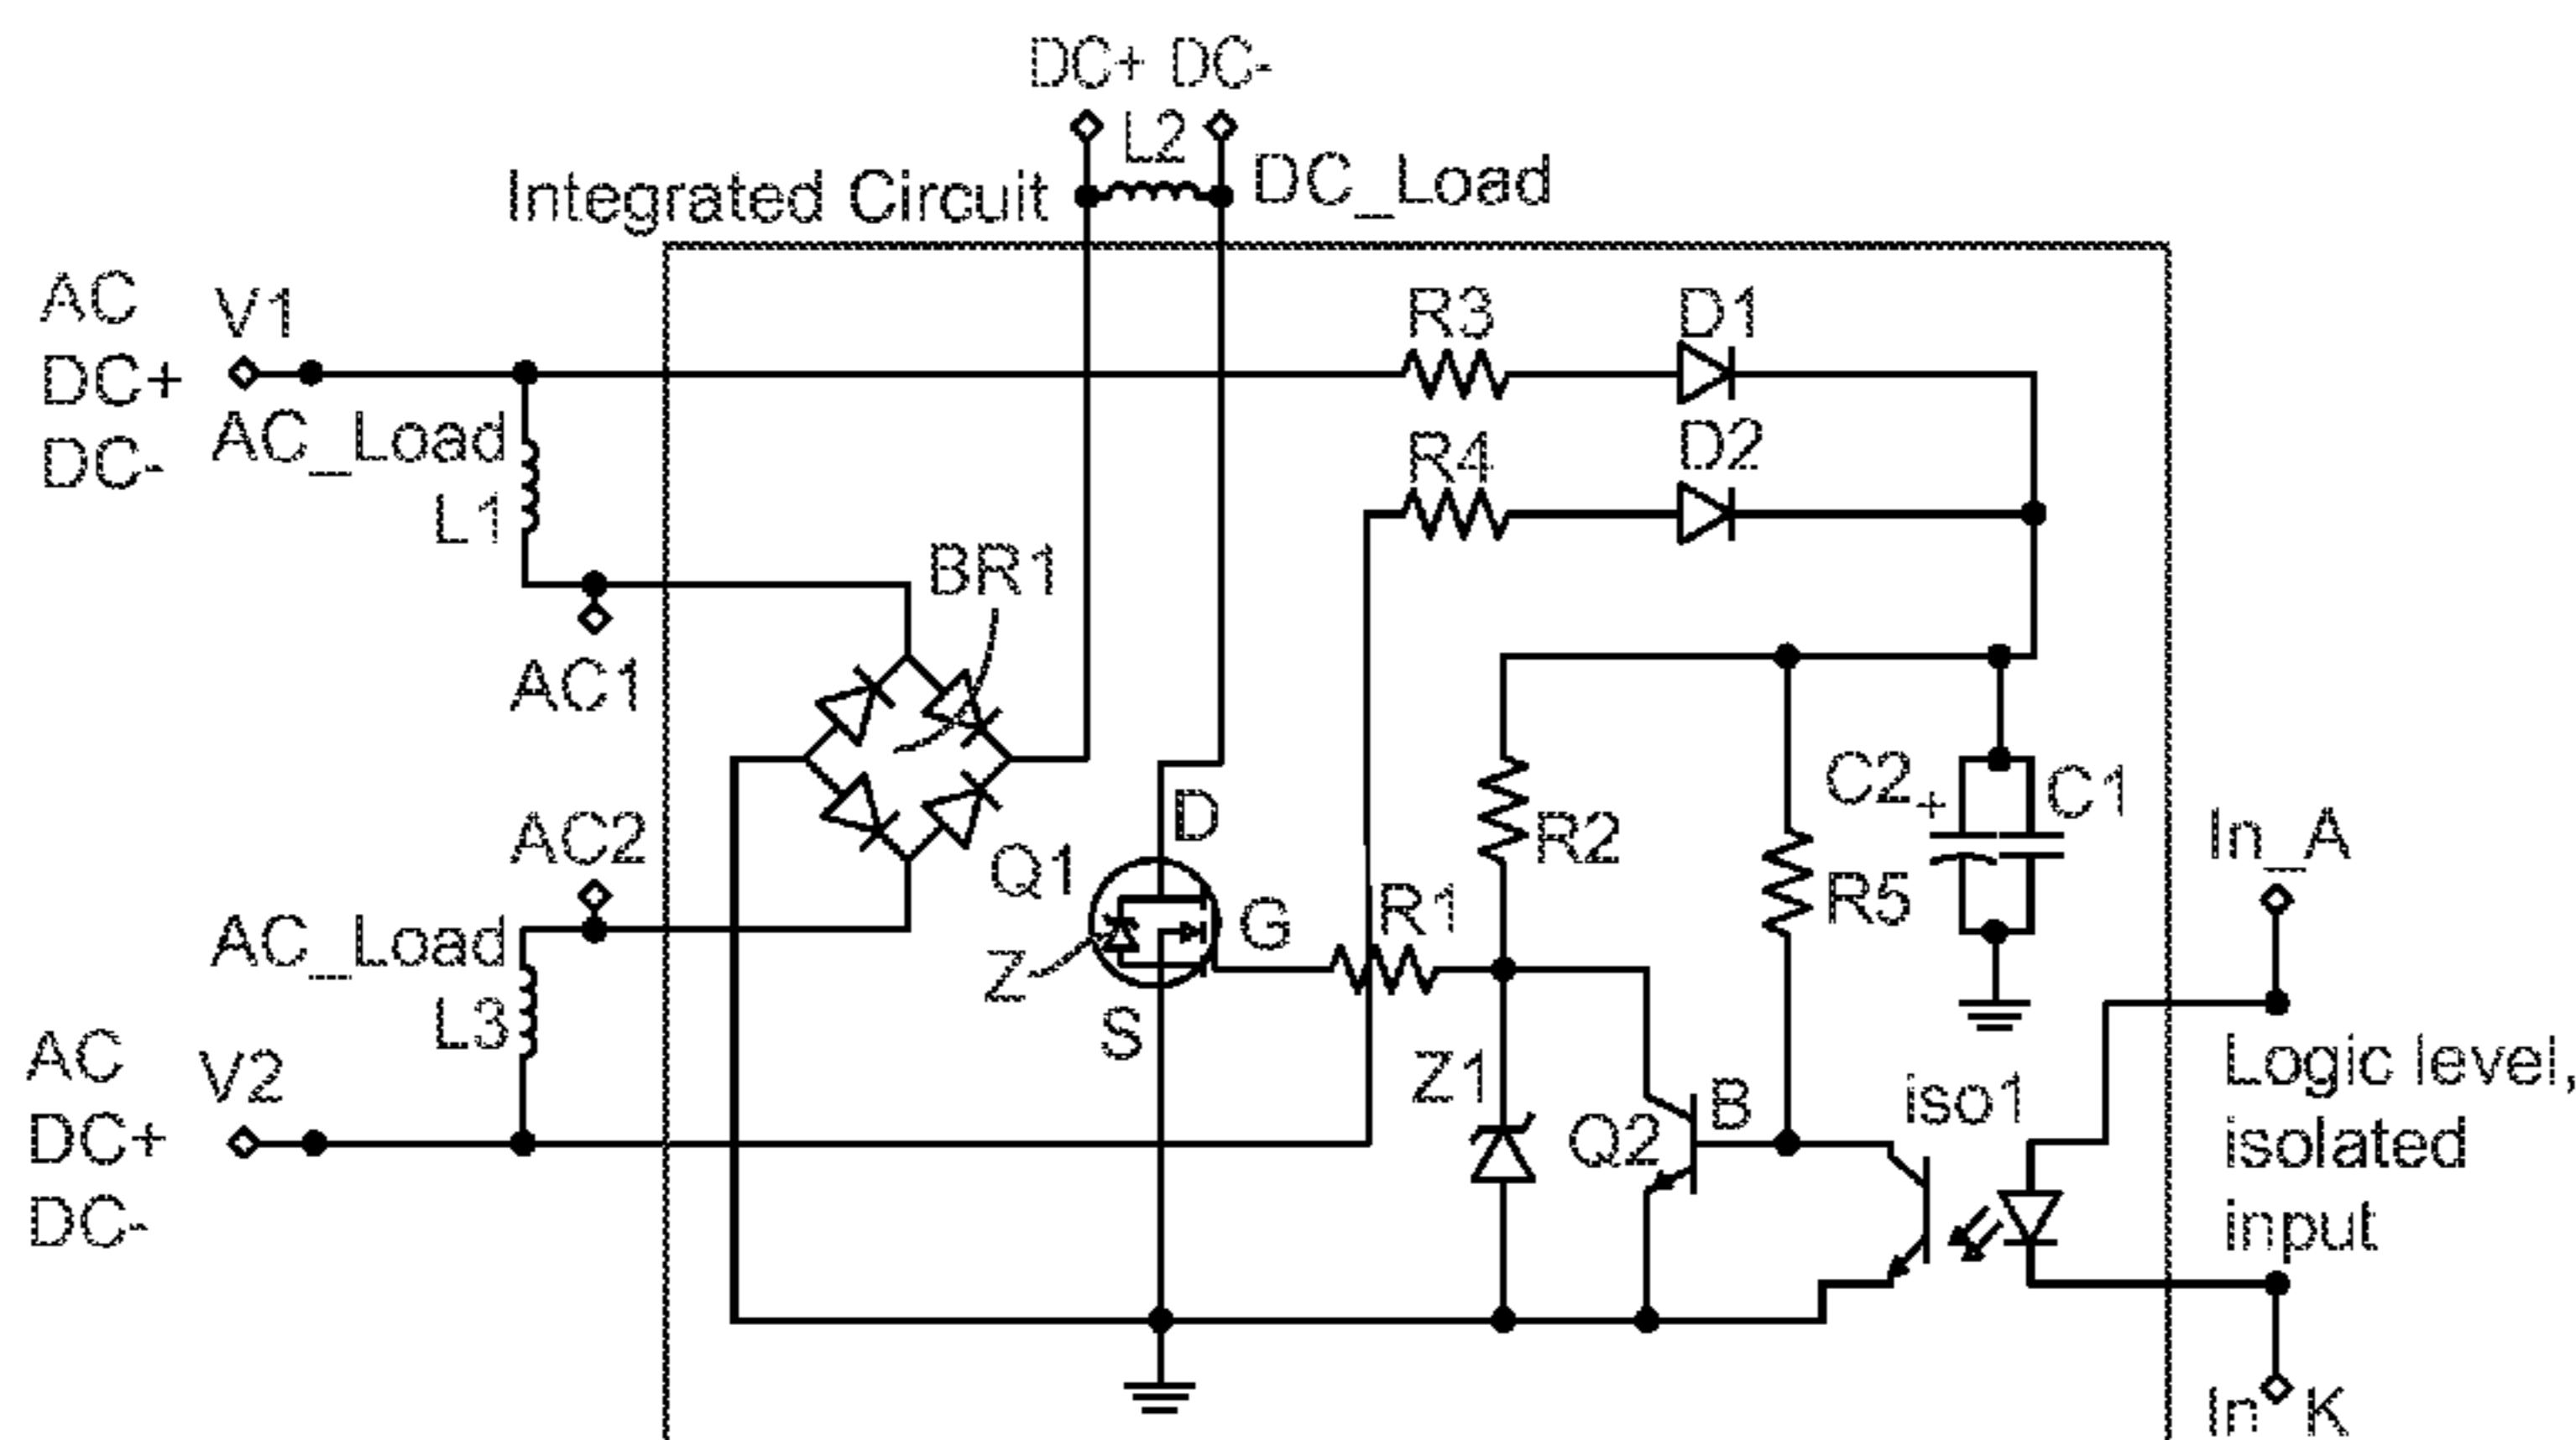 DC+ DC-
L2
Integrated Circuit
DC_Load
AC
V1
DC+
DC-
AC_Load
L1
R3
D1
R4
D2
BR1
AC1
AC2
AC_Load
L3
AC
V2
DC+
DC-
Q1
D
G
Z
S
R1
R2
R5
C2
+
C1
Z1
Q2
B
iso1
In_A
Logic level,
isolated
input
In K